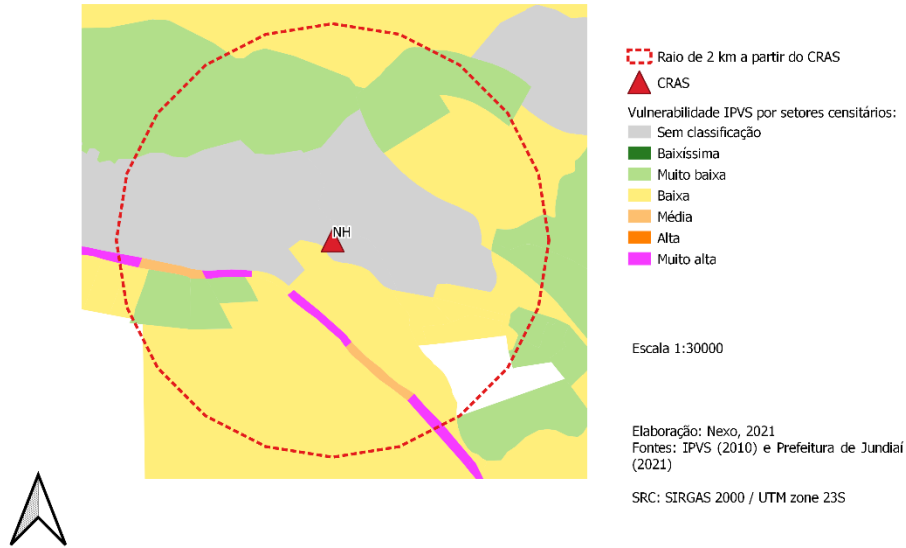 NH
Raio de 2 km a partir do CRAS
CRAS
Vulnerabilidade IPVS por setores censitários:
Sem classificação
Baixíssima
Muito baixa
Baixa
Média
Alta
Muito alta
Escala 1:30000
Elaboração: Nexo, 2021
Fontes: IPVS (2010) e Prefeitura de Jundiaí
(2021)
SRC: SIRGAS 2000 / UTM zone 23S